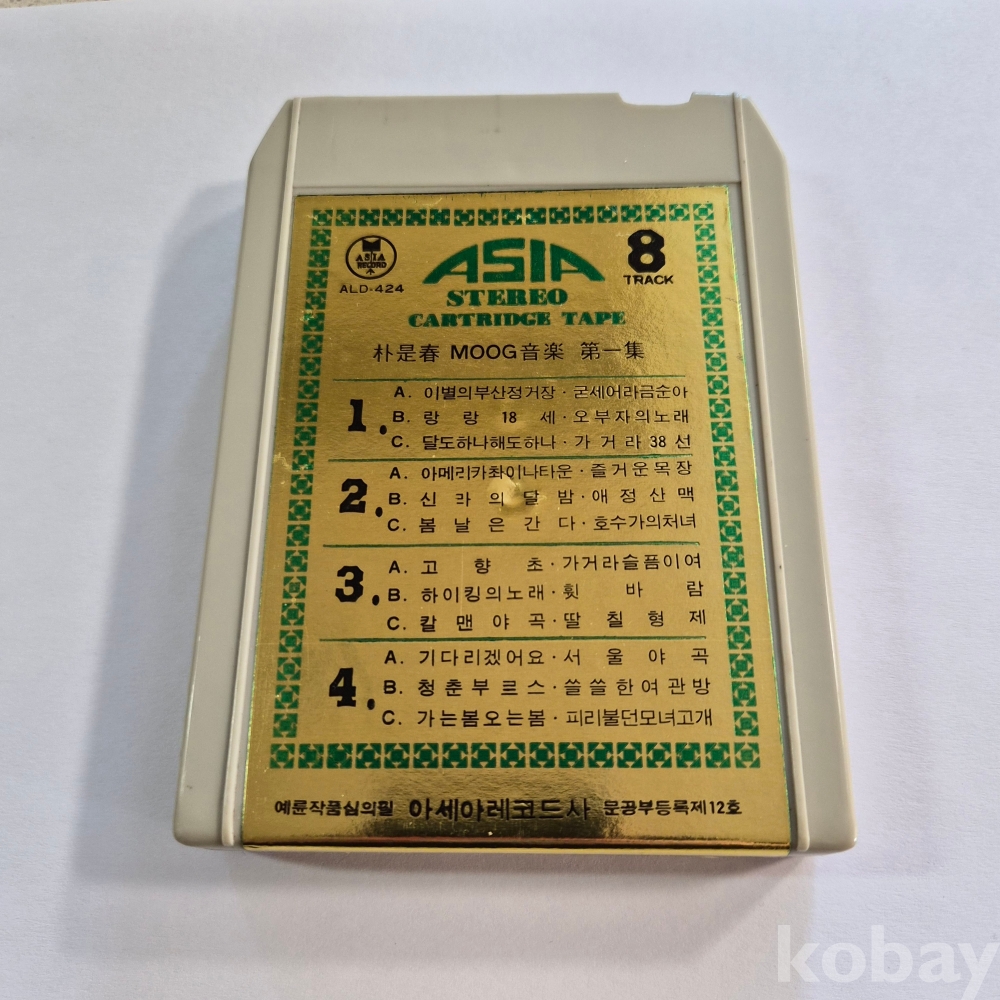 ASIA
RECORD
ALD-424
ASIA
8
TRACK
STEREO
CARTRIDGE TAPE
朴是春 MOOG音楽 第一集
1.
A. 이별의부산정거장·굳세어라금순아
B. 랑랑18세·오부자의노래
C. 달도하나해도하나·가거라38선
2.
A. 아메리카촤이나타운·즐거운목장
B. 신라의달밤·애정산맥
C. 봄날은간다·호수가의처녀
3.
A. 고향초·가거라슬픔이여
B. 하이킹의노래·휫바람
C. 칼맨야곡·딸칠형제
4.
A. 기다리겠어요·서울야곡
B. 청춘부르스·쓸쓸한여관방
C. 가는봄오는봄·피리불던모녀고개
예륜작품심의필 아세아레코드사 문공부등록제12호
kobay